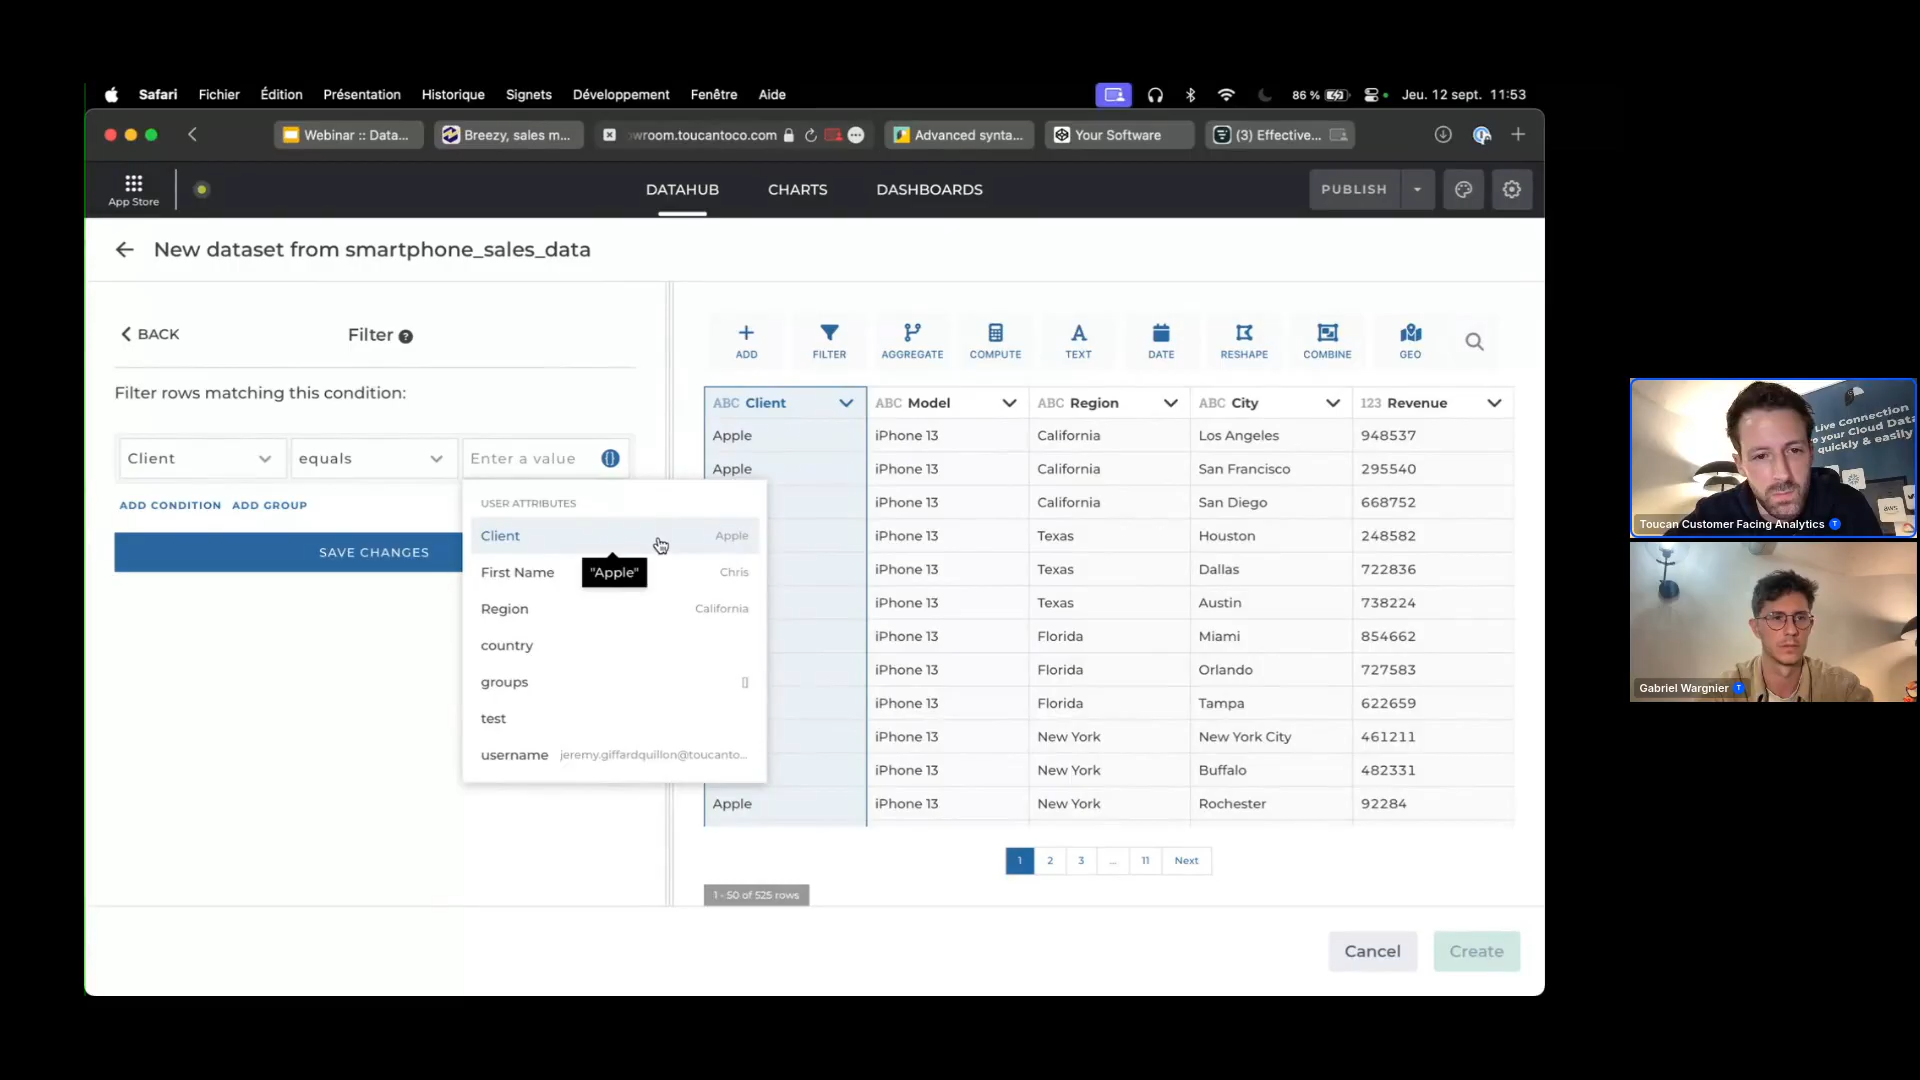 Safari Fichier Édition Présentation Historique Signets Développement Fenêtre Aide 86 % Jeu. 12 sept. 11:53
Webinar :: Data... Breezy, sales m... wroom.toucantoco.com Advanced synta... Your Software (3) Effective...
App Store DATAHUB CHARTS DASHBOARDS PUBLISH
New dataset from smartphone_sales_data
BACK Filter ?
Filter rows matching this condition:
Client equals Enter a value
ADD CONDITION ADD GROUP
SAVE CHANGES
USER ATTRIBUTES
Client Apple
"Apple"
First Name Chris
Region California
country
groups []
test
username jeremy.giffardquillon@toucanto...
ADD FILTER AGGREGATE COMPUTE TEXT DATE RESHAPE COMBINE GEO
ABC Client ABC Model ABC Region ABC City 123 Revenue
Apple iPhone 13 California Los Angeles 948537
Apple iPhone 13 California San Francisco 295540
iPhone 13 California San Diego 668752
iPhone 13 Texas Houston 248582
iPhone 13 Texas Dallas 722836
iPhone 13 Texas Austin 738224
iPhone 13 Florida Miami 854662
iPhone 13 Florida Orlando 727583
iPhone 13 Florida Tampa 622659
iPhone 13 New York New York City 461211
iPhone 13 New York Buffalo 482331
Apple iPhone 13 New York Rochester 92284
1 2 3 ... 11 Next
1 - 50 of 525 rows
Cancel Create
Live Connection
to your Cloud Data
quickly & easily
aws
Toucan Customer Facing Analytics T
Gabriel Wargnier T